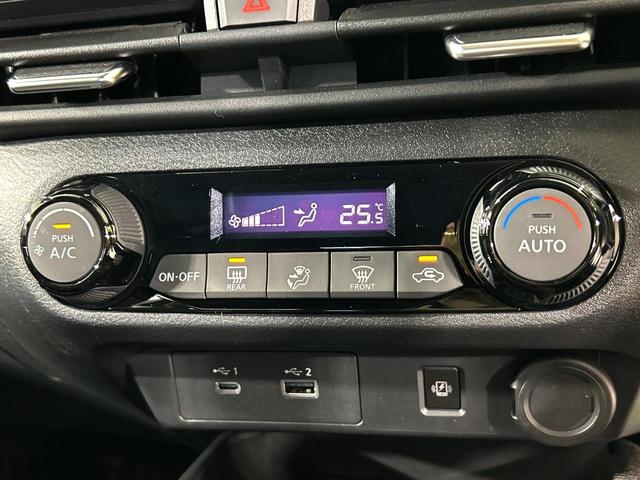 25.5 °C
PUSH
A/C
PUSH
AUTO
ON·OFF
REAR
FRONT
1
2